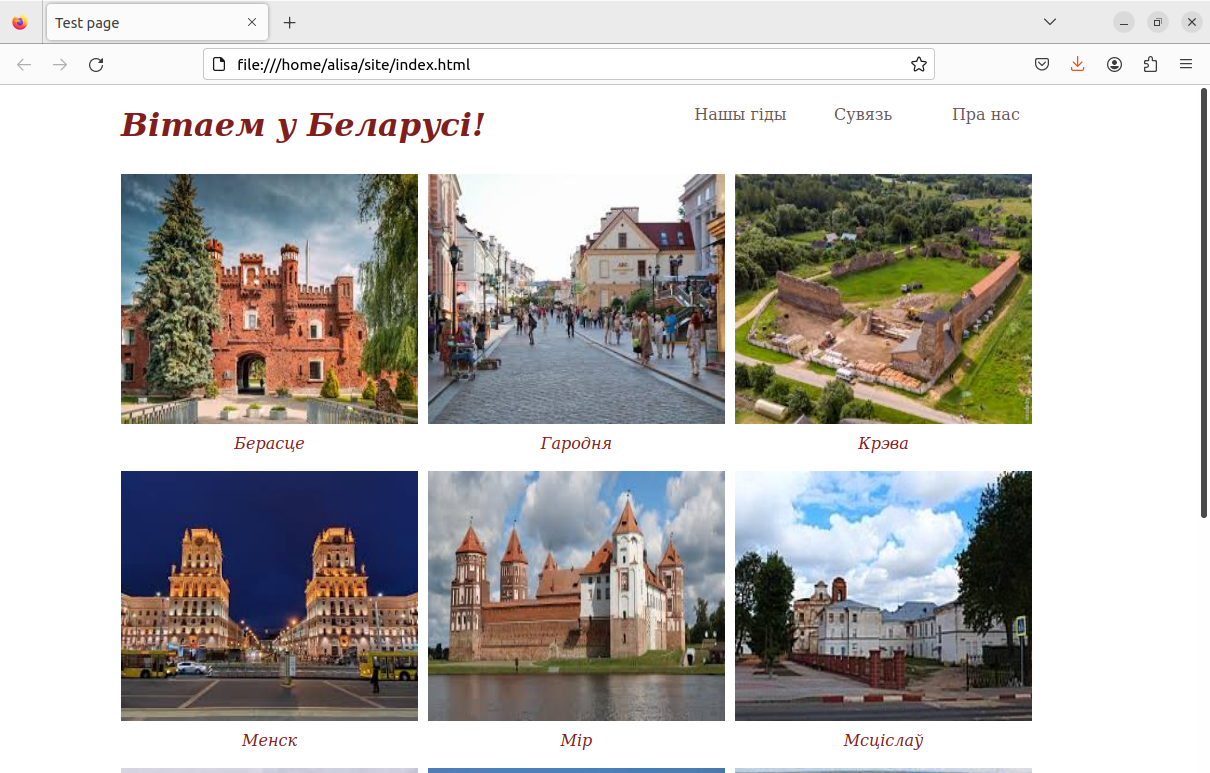 Test page
file:///home/alisa/site/index.html
Вітаем у Беларусі!
Нашы гіды Сувязь Пра нас
Берасце Гародня Крэва
Менск Мір Мсціслаў